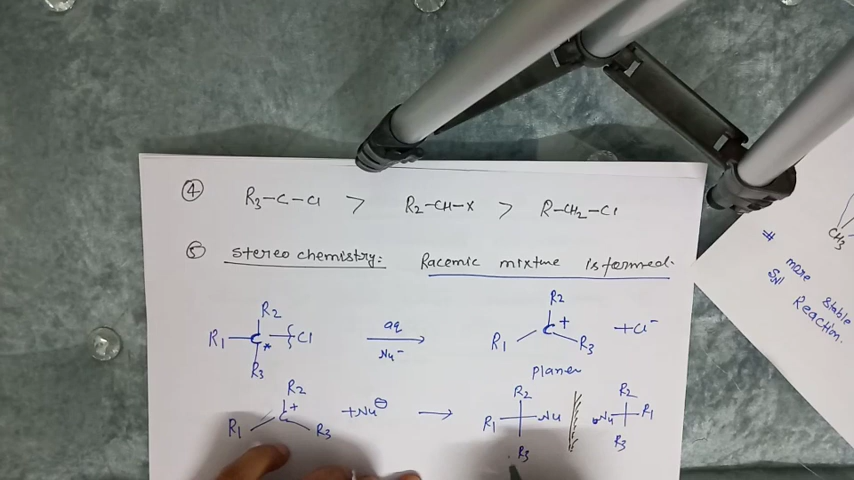 ④ R3-C-Cl > R2-CH-X > R-CH2-Cl
⑤ stereo chemistry: Racemic mixture is formed.
R2
R1 C* Cl
R3
aq
Nu⁻
R2
C+
R1 R3
+Cl⁻
Planer
R2
C+
R1 R3
+Nu⊖
R2
R1 Nu
R3
R2
Nu R1
R3
CH3
# more stable
SN1
Reaction.